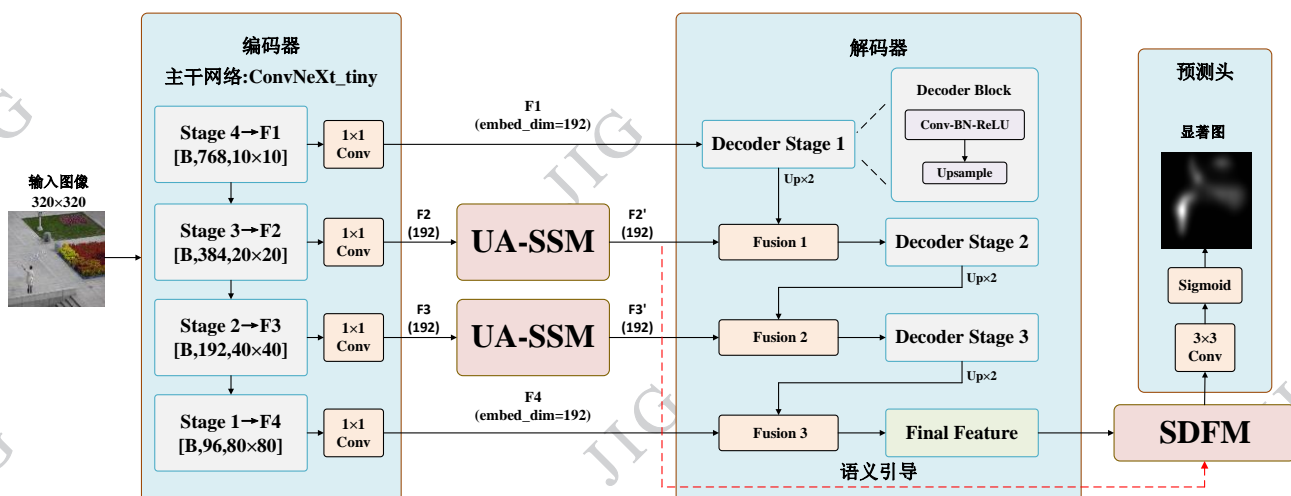 编码器
主干网络:ConvNeXt_tiny
Stage 4→F1
[B,768,10×10]
1×1
Conv
Stage 3→F2
[B,384,20×20]
1×1
Conv
Stage 2→F3
[B,192,40×40]
1×1
Conv
Stage 1→F4
[B,96,80×80]
1×1
Conv
输入图像
320×320
F1
(embed_dim=192)
F2
(192)
UA-SSM
F2'
(192)
F3
(192)
UA-SSM
F3'
(192)
F4
(embed_dim=192)
解码器
Decoder Stage 1
Decoder Block
Conv-BN-ReLU
Upsample
Up×2
Fusion 1
Decoder Stage 2
Up×2
Fusion 2
Decoder Stage 3
Up×2
Fusion 3
Final Feature
语义引导
预测头
显著图
Sigmoid
3×3
Conv
SDFM
JIG
JIG
JIG